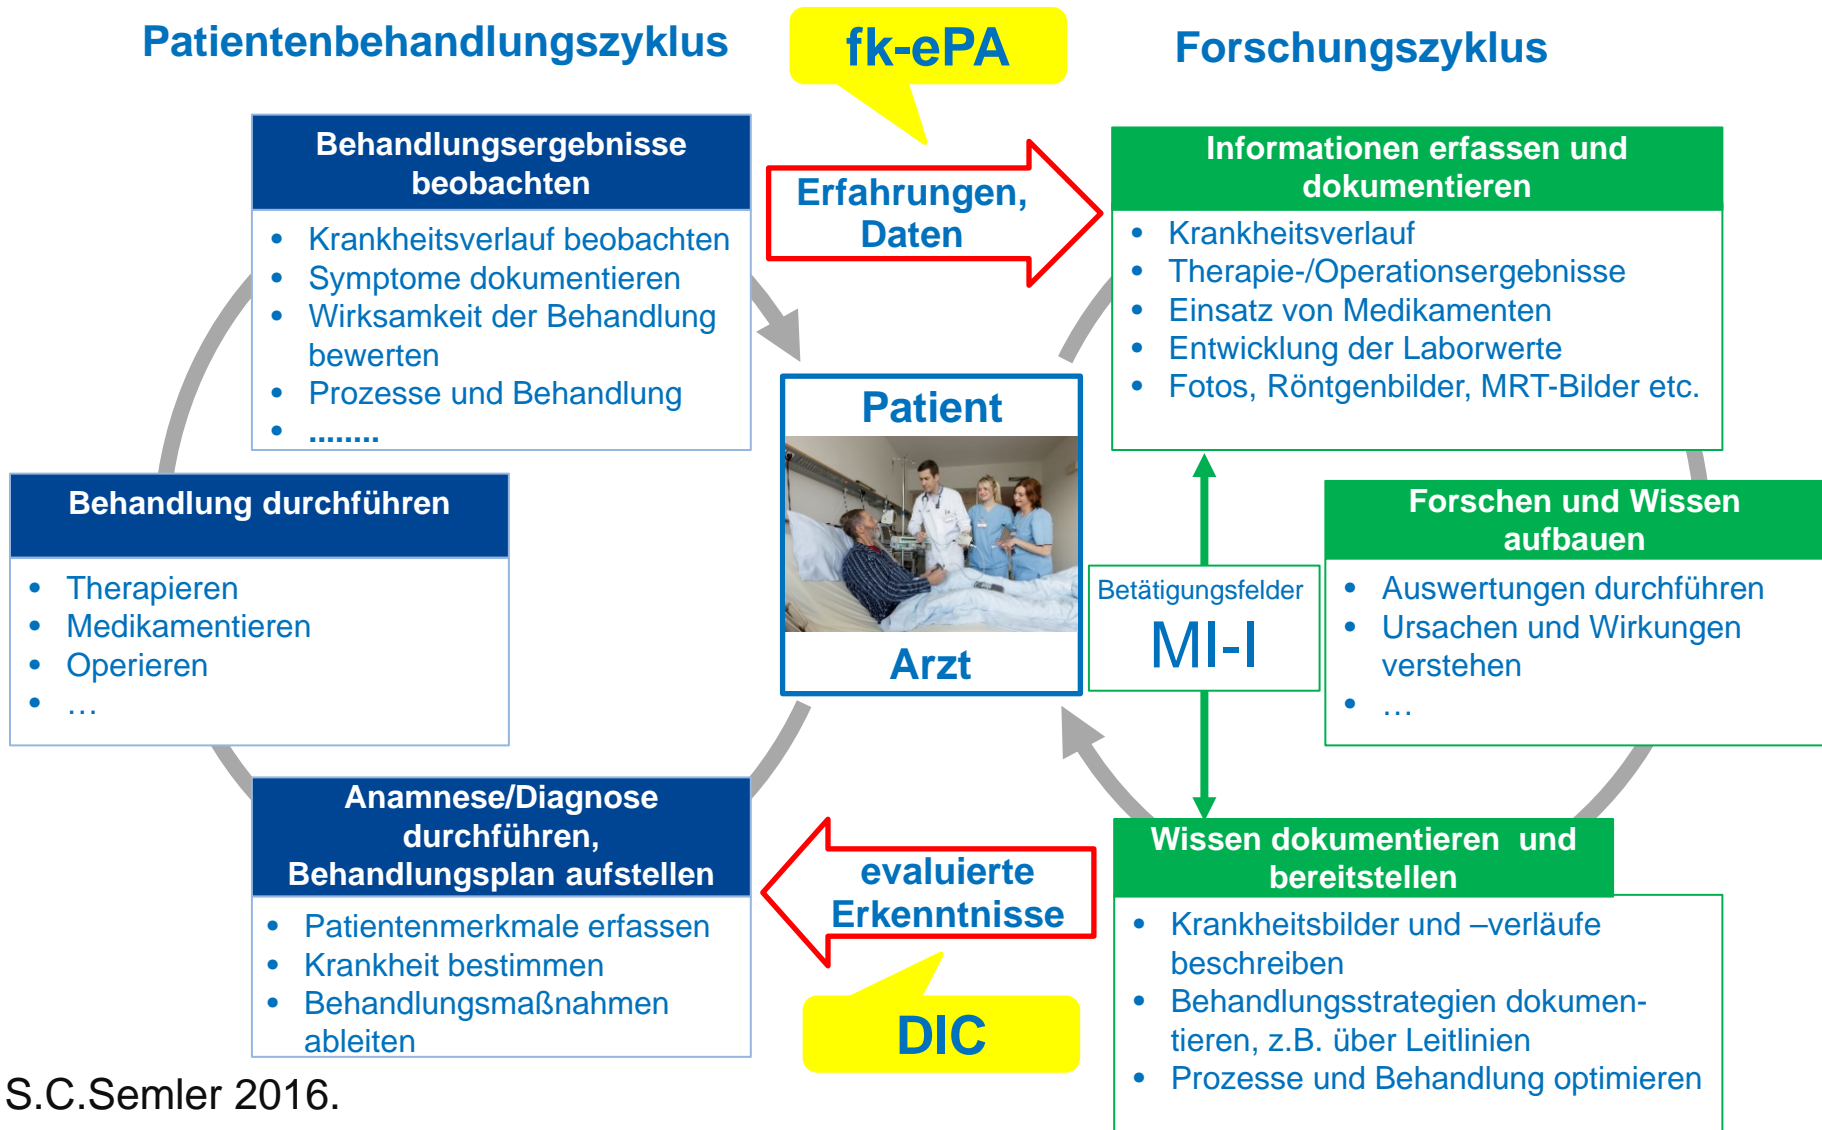 Patientenbehandlungszyklus
fk-ePA
Forschungszyklus
Behandlungsergebnisse
beobachten
• Krankheitsverlauf beobachten
• Symptome dokumentieren
• Wirksamkeit der Behandlung
bewerten
• Prozesse und Behandlung
• ........
Erfahrungen,
Daten
Informationen erfassen und
dokumentieren
• Krankheitsverlauf
• Therapie-/Operationsergebnisse
• Einsatz von Medikamenten
• Entwicklung der Laborwerte
• Fotos, Röntgenbilder, MRT-Bilder etc.
Behandlung durchführen
• Therapieren
• Medikamentieren
• Operieren
• …
Patient
Arzt
Betätigungsfelder
MI-I
Forschen und Wissen
aufbauen
• Auswertungen durchführen
• Ursachen und Wirkungen
verstehen
• …
Anamnese/Diagnose
durchführen,
Behandlungsplan aufstellen
• Patientenmerkmale erfassen
• Krankheit bestimmen
• Behandlungsmaßnahmen
ableiten
evaluierte
Erkenntnisse
DIC
Wissen dokumentieren und
bereitstellen
• Krankheitsbilder und –verläufe
beschreiben
• Behandlungsstrategien dokumen-
tieren, z.B. über Leitlinien
• Prozesse und Behandlung optimieren
S.C.Semler 2016.